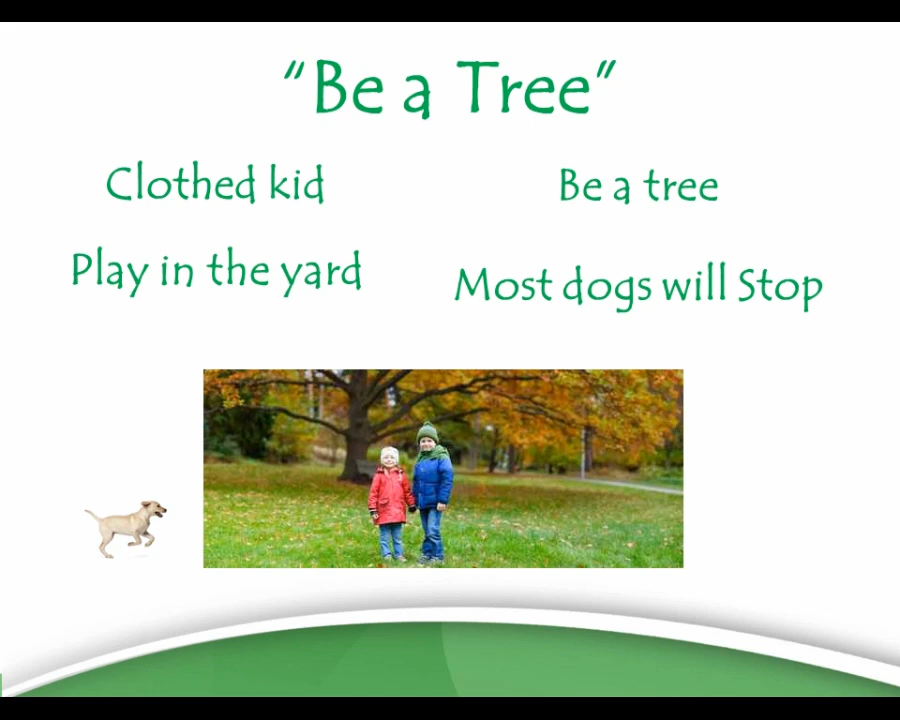 "Be a Tree"
Clothed kid
Play in the yard
Be a tree
Most dogs will Stop